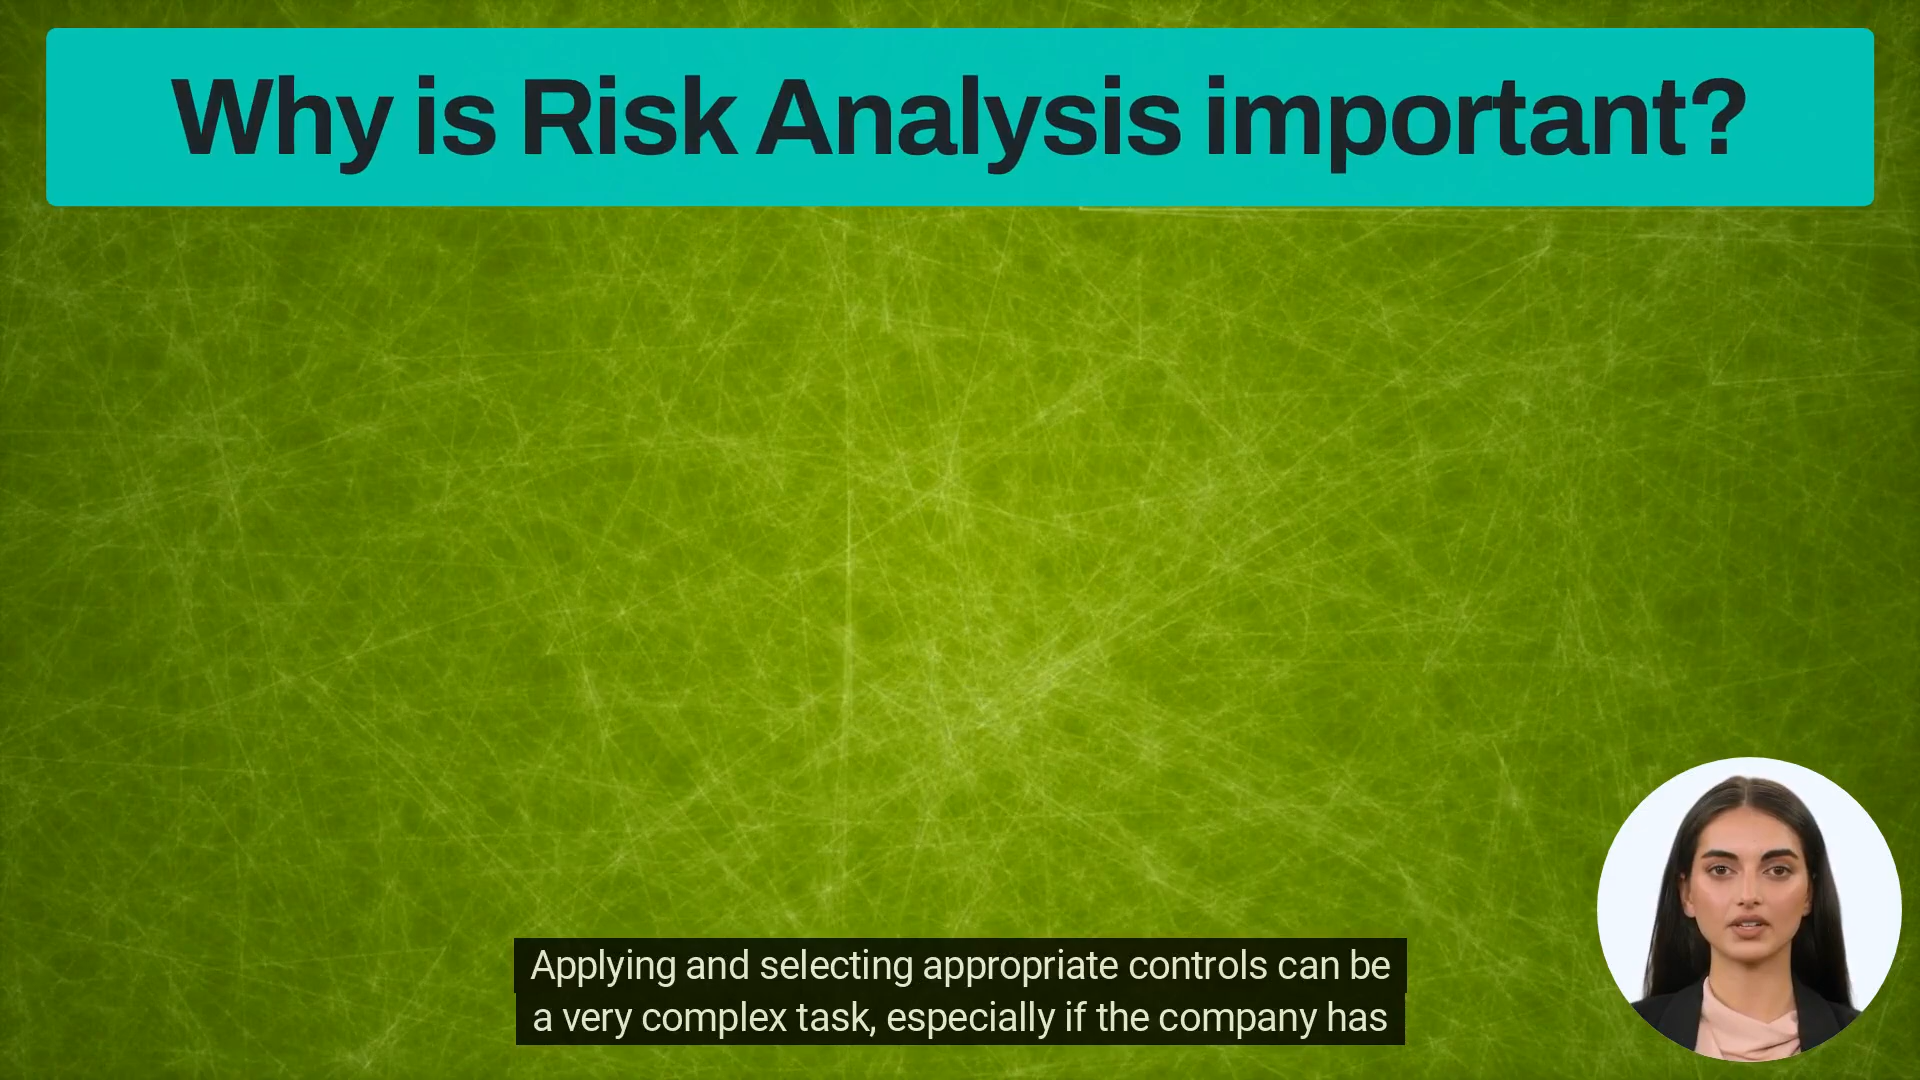 Why is Risk Analysis important?
Applying and selecting appropriate controls can be
a very complex task, especially if the company has